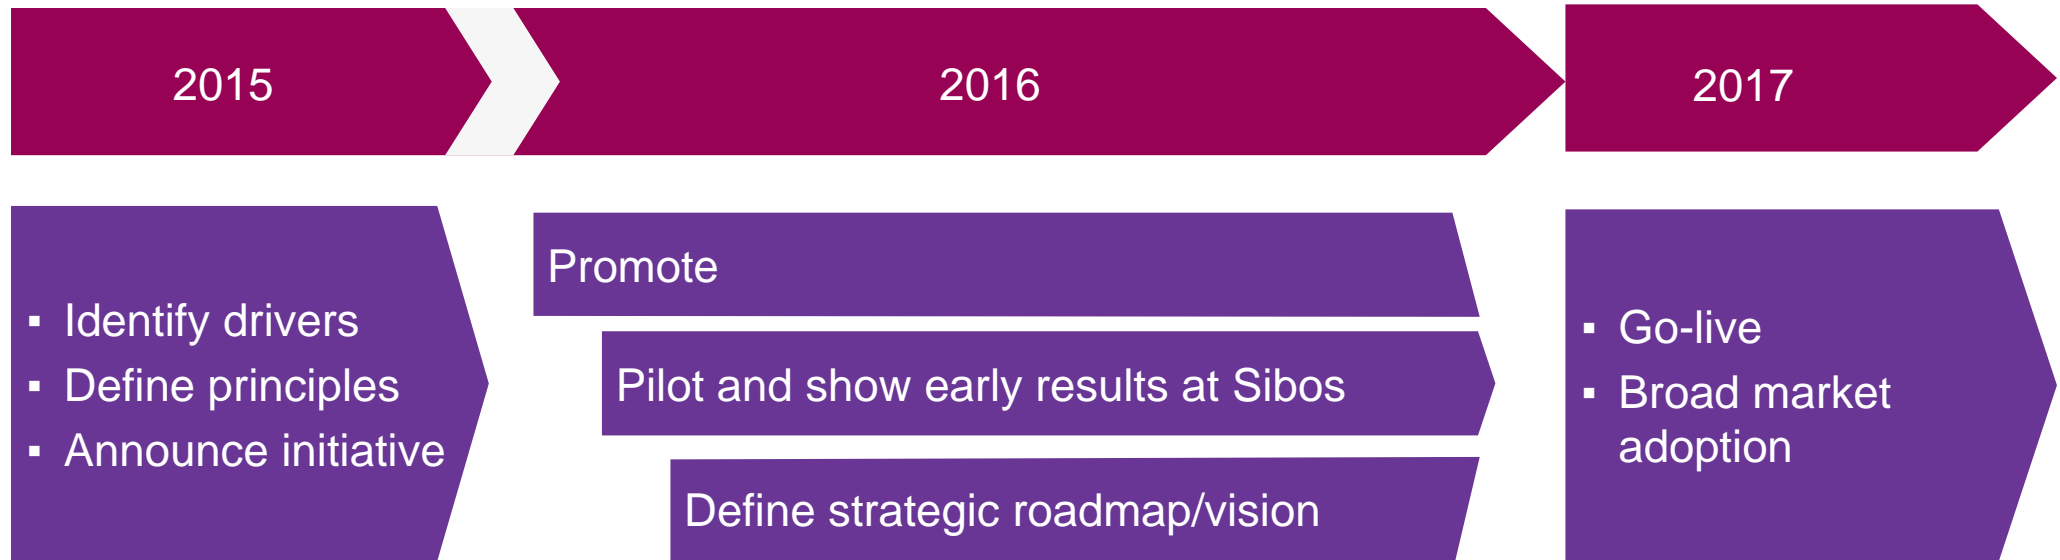 2015
2016
2017
▪ Identify drivers
▪ Define principles
▪ Announce initiative
Promote
Pilot and show early results at Sibos
Define strategic roadmap/vision
▪ Go-live
▪ Broad market
adoption